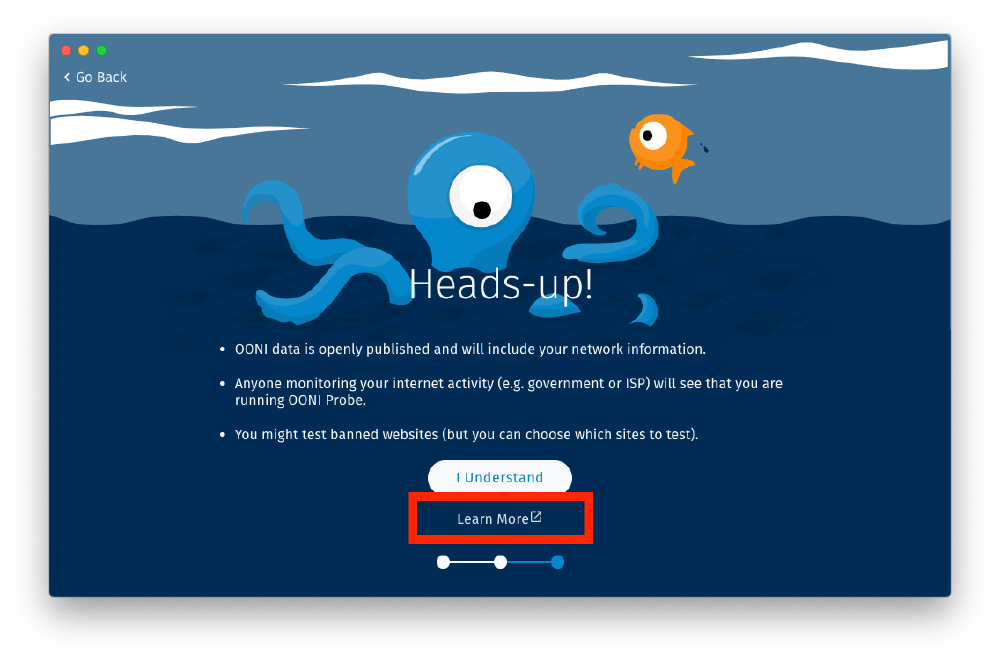 Go Back
Heads-up!
• OONI data is openly published and will include your network information.
• Anyone monitoring your internet activity (e.g. government or ISP) will see that you are
running OONI Probe.
• You might test banned websites (but you can choose which sites to test).
I Understand
Learn More